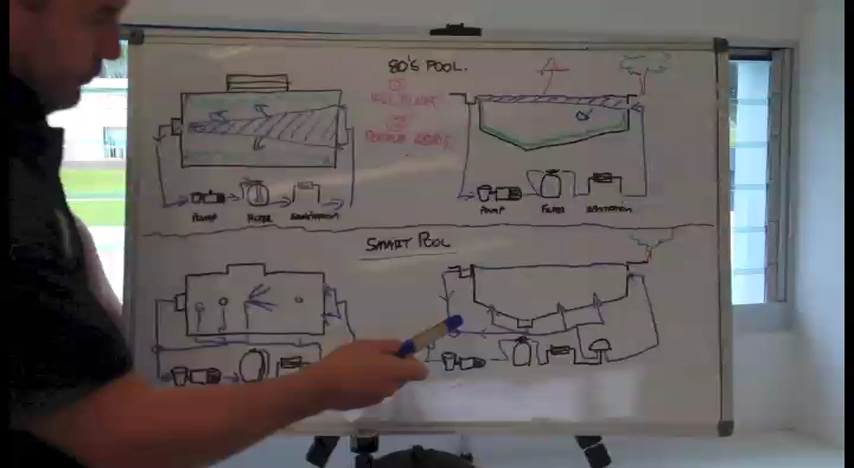 80'S POOL.
PUMP
FILTER
SANITATION
PUMP
FILTER
SANITATION
SMART POOL